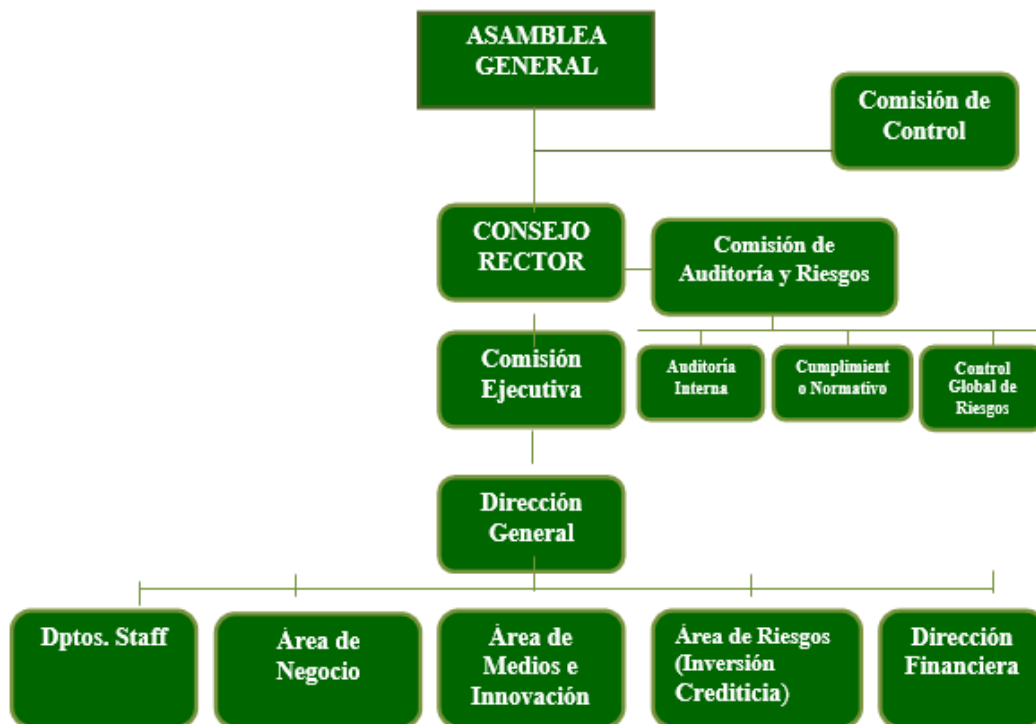 ASAMBLEA
GENERAL
Comisión de
Control
CONSEJO
RECTOR
Comisión de
Auditoría y Riesgos
Comisión
Ejecutiva
Auditoría
Interna
Cumplimient
o Normativo
Control
Global de
Riesgos
Dirección
General
Dptos. Staff
Área de
Negocio
Área de
Medios e
Innovación
Área de Riesgos
(Inversión
Crediticia)
Dirección
Financiera